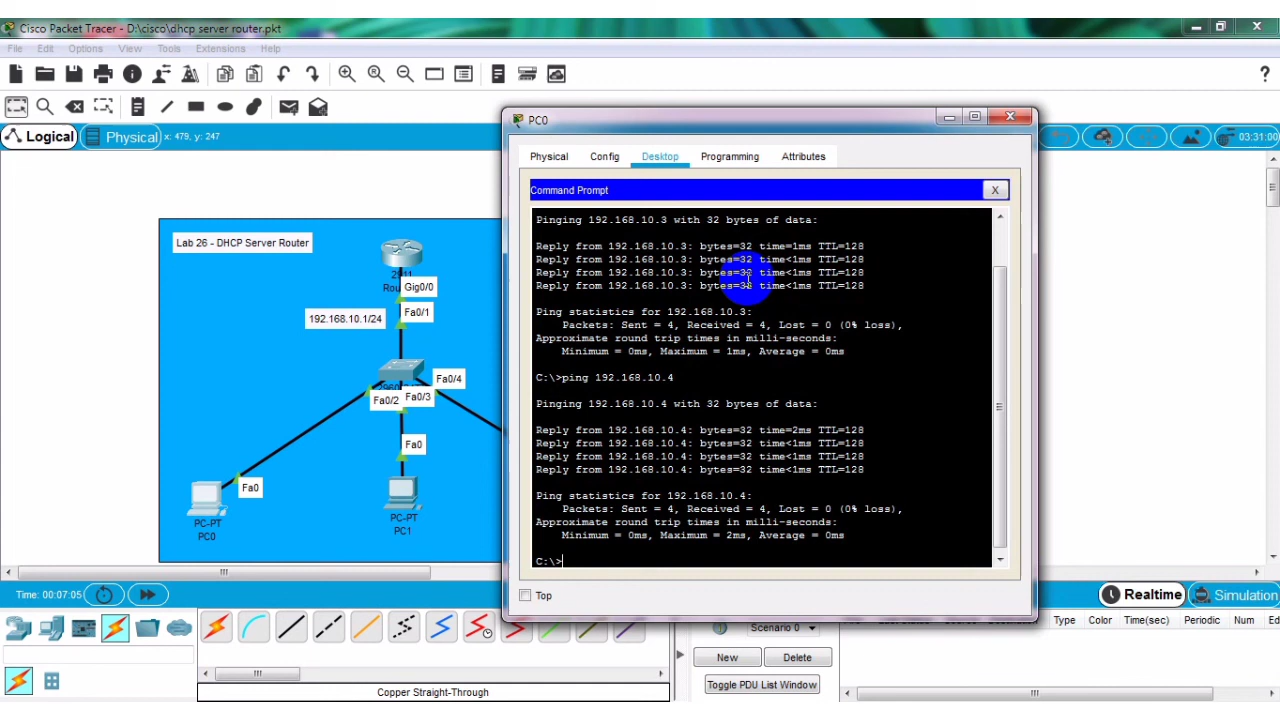 Cisco Packet Tracer - D:\cisco\dhcp server router.pkt
File Edit Options View Tools Extensions Help
?
Logical
Physical
x: 479, y: 247
03:31:00
PC0
Physical Config Desktop Programming Attributes
Command Prompt
X
Pinging 192.168.10.3 with 32 bytes of data:
Reply from 192.168.10.3: bytes=32 time=1ms TTL=128
Reply from 192.168.10.3: bytes=32 time<1ms TTL=128
Reply from 192.168.10.3: bytes=32 time<1ms TTL=128
Reply from 192.168.10.3: bytes=32 time<1ms TTL=128
Ping statistics for 192.168.10.3:
Packets: Sent = 4, Received = 4, Lost = 0 (0% loss),
Approximate round trip times in milli-seconds:
Minimum = 0ms, Maximum = 1ms, Average = 0ms
C:\>ping 192.168.10.4
Pinging 192.168.10.4 with 32 bytes of data:
Reply from 192.168.10.4: bytes=32 time=2ms TTL=128
Reply from 192.168.10.4: bytes=32 time<1ms TTL=128
Reply from 192.168.10.4: bytes=32 time<1ms TTL=128
Reply from 192.168.10.4: bytes=32 time<1ms TTL=128
Ping statistics for 192.168.10.4:
Packets: Sent = 4, Received = 4, Lost = 0 (0% loss),
Approximate round trip times in milli-seconds:
Minimum = 0ms, Maximum = 2ms, Average = 0ms
C:\>
Top
Lab 26 - DHCP Server Router
Gig0/0
192.168.10.1/24
Fa0/1
Fa0/4
Fa0/2
Fa0/3
Fa0
Fa0
PC-PT
PC0
PC-PT
PC1
Time: 00:07:05
Realtime
Simulation
Scenario 0
Type Color Time(sec) Periodic Num Ed
New
Delete
Toggle PDU List Window
Copper Straight-Through